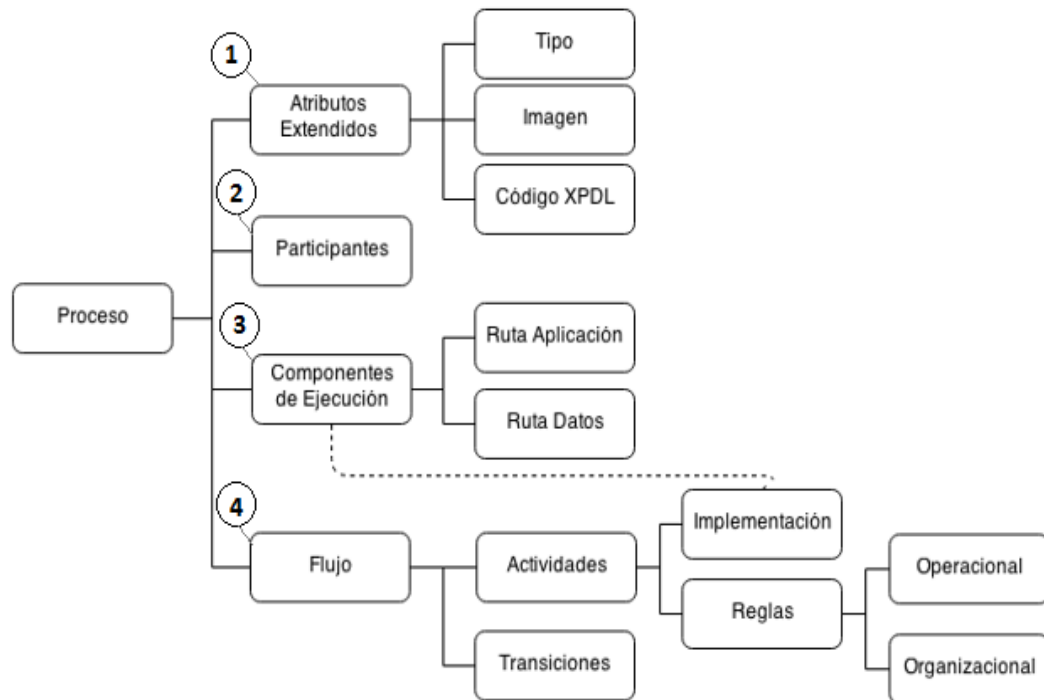 Proceso
1
Atributos
Extendidos
Tipo
Imagen
Código XPDL
2
Participantes
3
Componentes
de Ejecución
Ruta Aplicación
Ruta Datos
4
Flujo
Actividades
Implementación
Reglas
Operacional
Organizacional
Transiciones